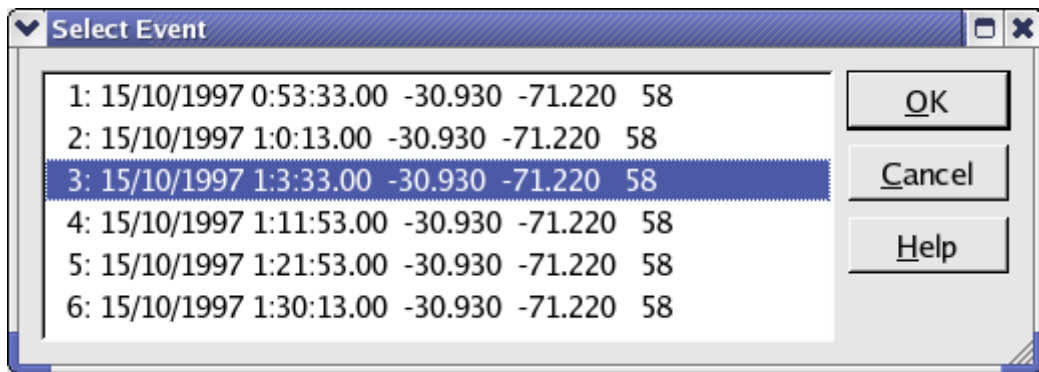 Select Event
1: 15/10/1997 0:53:33.00 -30.930 -71.220 58
2: 15/10/1997 1:0:13.00 -30.930 -71.220 58
3: 15/10/1997 1:3:33.00 -30.930 -71.220 58
4: 15/10/1997 1:11:53.00 -30.930 -71.220 58
5: 15/10/1997 1:21:53.00 -30.930 -71.220 58
6: 15/10/1997 1:30:13.00 -30.930 -71.220 58
OK
Cancel
Help